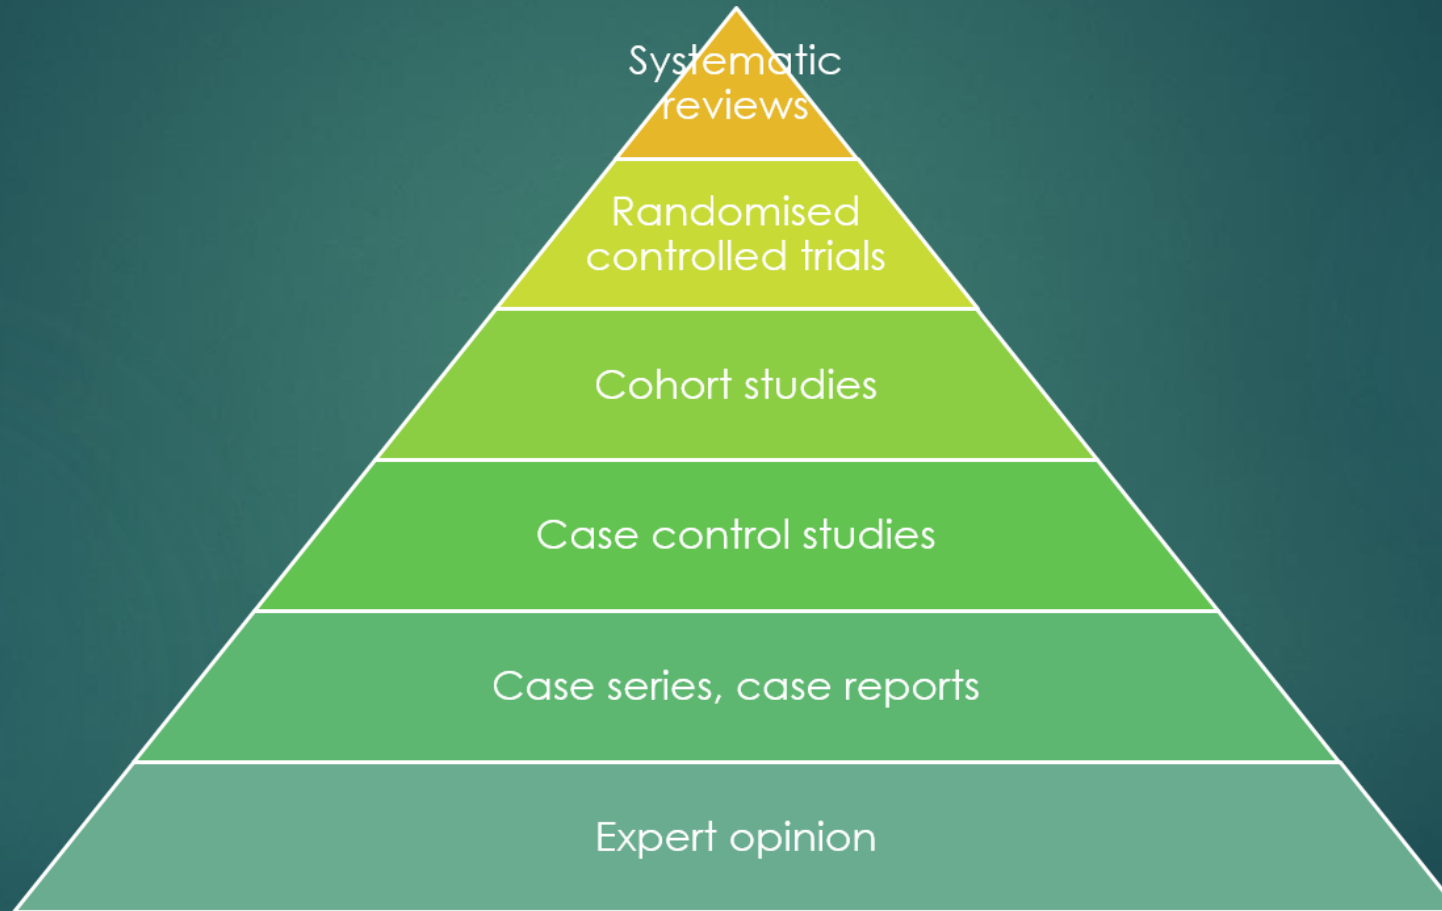 Systematic
reviews
Randomised
controlled trials
Cohort studies
Case control studies
Case series, case reports
Expert opinion